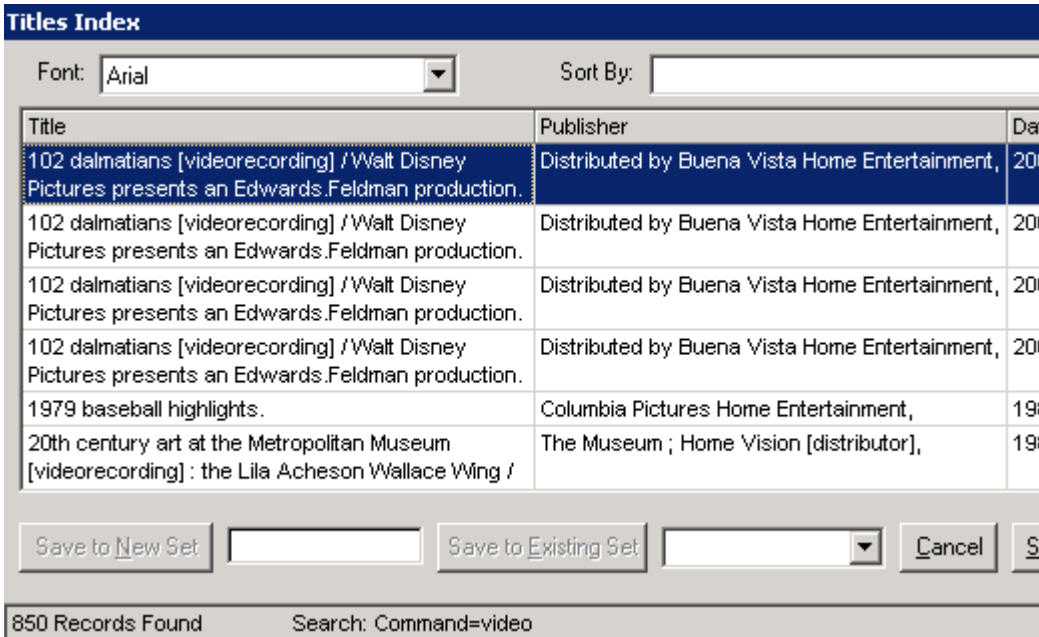 Titles Index
Font: Arial Sort By:
Title Publisher
102 dalmatians [videorecording] / Walt Disney Distributed by Buena Vista Home Entertainment,
Pictures presents an Edwards.Feldman production.
102 dalmatians [videorecording] / Walt Disney Distributed by Buena Vista Home Entertainment,
Pictures presents an Edwards.Feldman production.
102 dalmatians [videorecording] / Walt Disney Distributed by Buena Vista Home Entertainment,
Pictures presents an Edwards.Feldman production.
102 dalmatians [videorecording] / Walt Disney Distributed by Buena Vista Home Entertainment,
Pictures presents an Edwards.Feldman production.
1979 baseball highlights. Columbia Pictures Home Entertainment,
20th century art at the Metropolitan Museum The Museum ; Home Vision [distributor],
[videorecording] : the Lila Acheson Wallace Wing /
Save to New Set Save to Existing Set Cancel
850 Records Found Search: Command=video